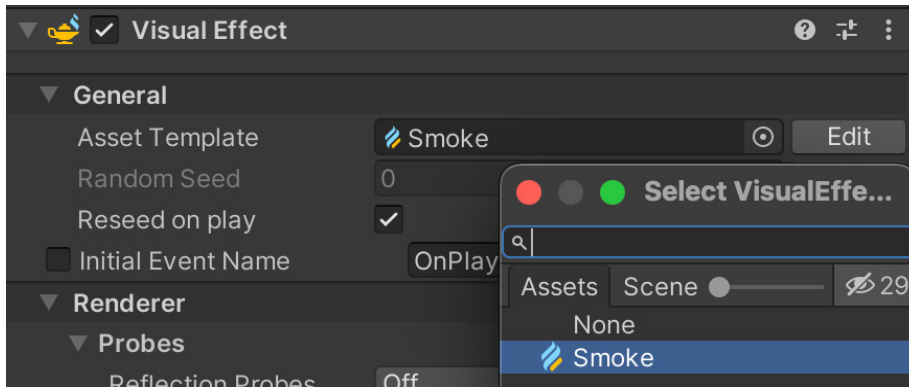 Visual Effect
General
Asset Template Smoke Edit
Random Seed 0
Reseed on play
Initial Event Name OnPlay
Renderer
Probes
Reflection Probes Off
Select VisualEffe...
Assets Scene 29
None
Smoke